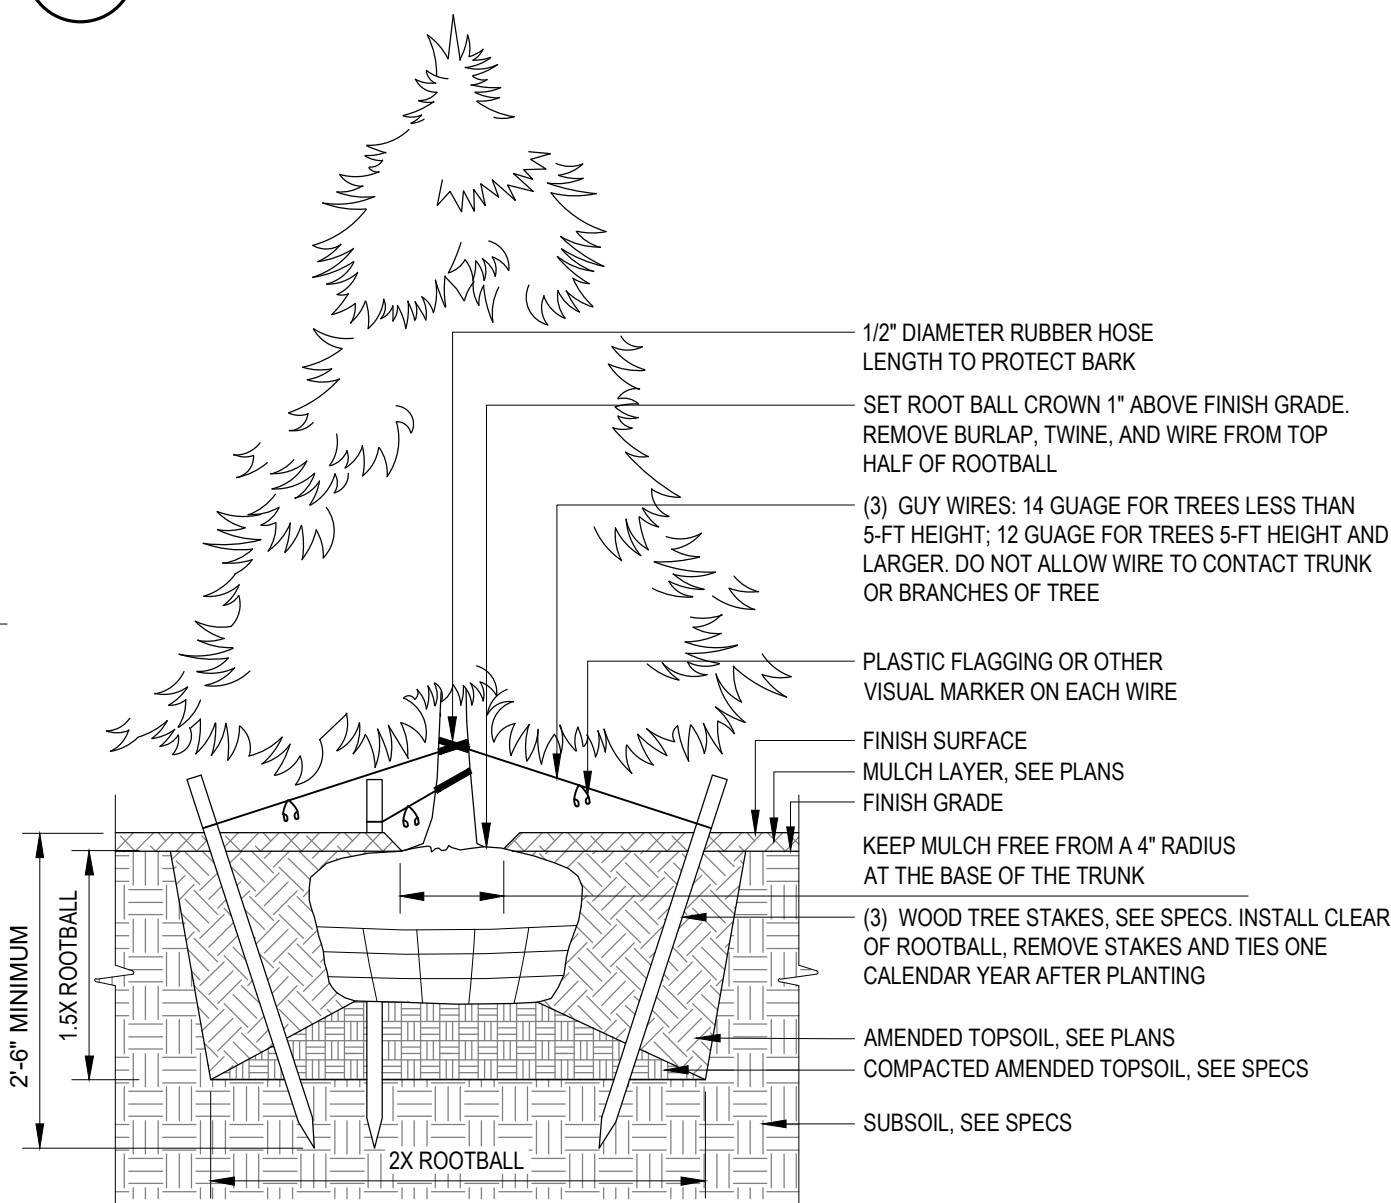 1/2" DIAMETER RUBBER HOSE
LENGTH TO PROTECT BARK
SET ROOT BALL CROWN 1" ABOVE FINISH GRADE.
REMOVE BURLAP, TWINE, AND WIRE FROM TOP
HALF OF ROOTBALL
(3) GUY WIRES: 14 GUAGE FOR TREES LESS THAN
5-FT HEIGHT; 12 GUAGE FOR TREES 5-FT HEIGHT AND
LARGER. DO NOT ALLOW WIRE TO CONTACT TRUNK
OR BRANCHES OF TREE
PLASTIC FLAGGING OR OTHER
VISUAL MARKER ON EACH WIRE
FINISH SURFACE
MULCH LAYER, SEE PLANS
FINISH GRADE
KEEP MULCH FREE FROM A 4" RADIUS
AT THE BASE OF THE TRUNK
(3) WOOD TREE STAKES, SEE SPECS. INSTALL CLEAR
OF ROOTBALL, REMOVE STAKES AND TIES ONE
CALENDAR YEAR AFTER PLANTING
AMENDED TOPSOIL, SEE PLANS
COMPACTED AMENDED TOPSOIL, SEE SPECS
SUBSOIL, SEE SPECS
2'-6" MINIMUM
1.5X ROOTBALL
2X ROOTBALL